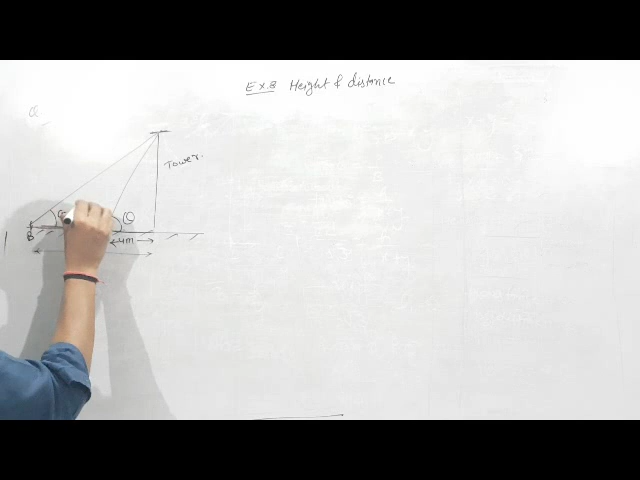 Ex.8 Height & distance
Q.
Tower.
θ
B
4m